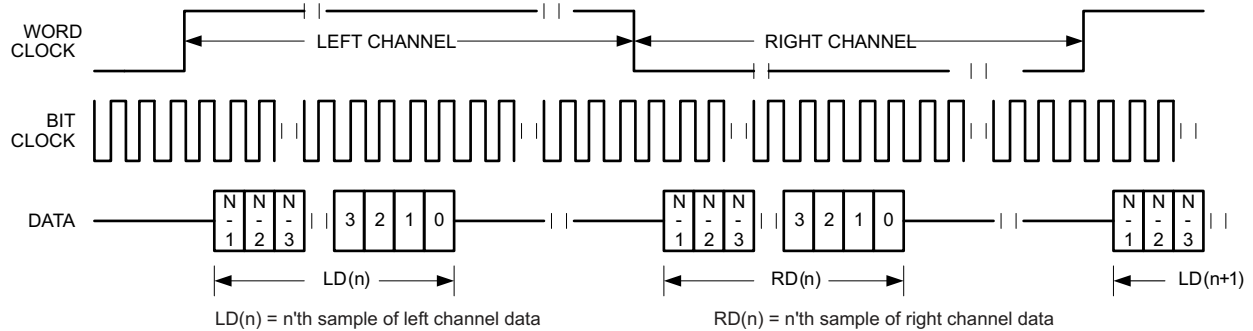 WORD
CLOCK
LEFT CHANNEL
RIGHT CHANNEL
BIT
CLOCK
DATA
N
-
1
N
-
2
N
-
3
3 2 1 0
N
-
1
N
-
2
N
-
3
3 2 1 0
N
-
1
N
-
2
N
-
3
LD(n)
RD(n)
LD(n+1)
LD(n) = n'th sample of left channel data
RD(n) = n'th sample of right channel data